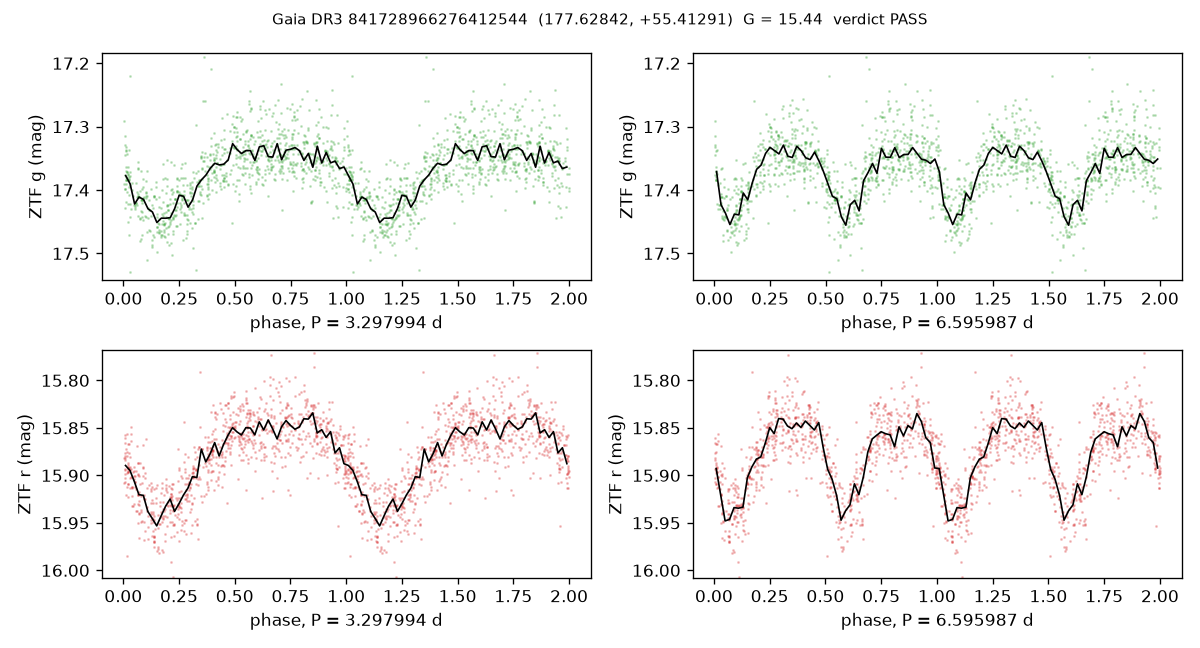 Gaia DR3 841728966276412544 (177.62842, +55.41291) G = 15.44 verdict PASS
ZTF g (mag)
17.2
17.3
17.4
17.5
0.00 0.25 0.50 0.75 1.00 1.25 1.50 1.75 2.00
phase, P = 3.297994 d
ZTF g (mag)
17.2
17.3
17.4
17.5
0.00 0.25 0.50 0.75 1.00 1.25 1.50 1.75 2.00
phase, P = 6.595987 d
ZTF r (mag)
15.80
15.85
15.90
15.95
16.00
0.00 0.25 0.50 0.75 1.00 1.25 1.50 1.75 2.00
phase, P = 3.297994 d
ZTF r (mag)
15.80
15.85
15.90
15.95
16.00
0.00 0.25 0.50 0.75 1.00 1.25 1.50 1.75 2.00
phase, P = 6.595987 d